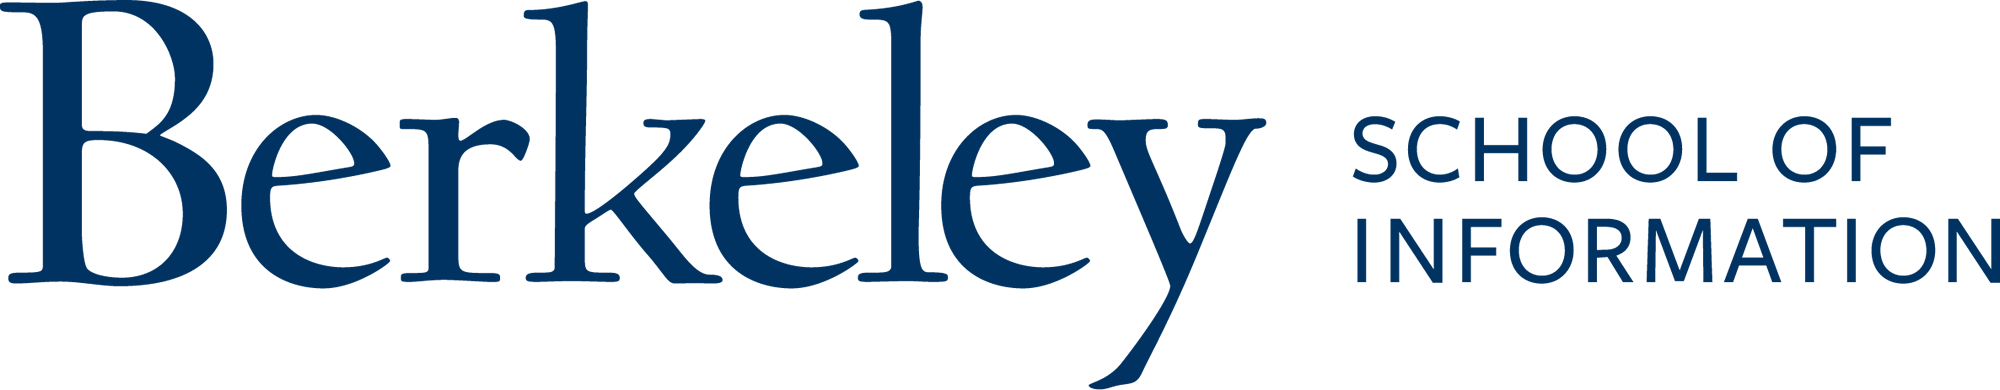 Berkeley
SCHOOL OF
INFORMATION